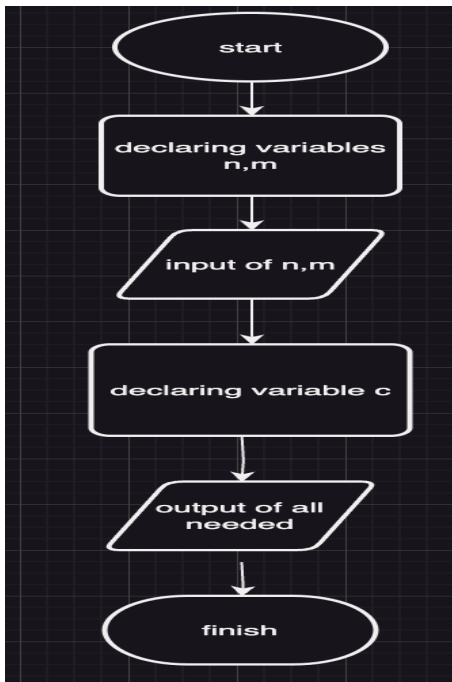 start
declaring variables
n,m
input of n,m
declaring variable c
output of all
needed
finish